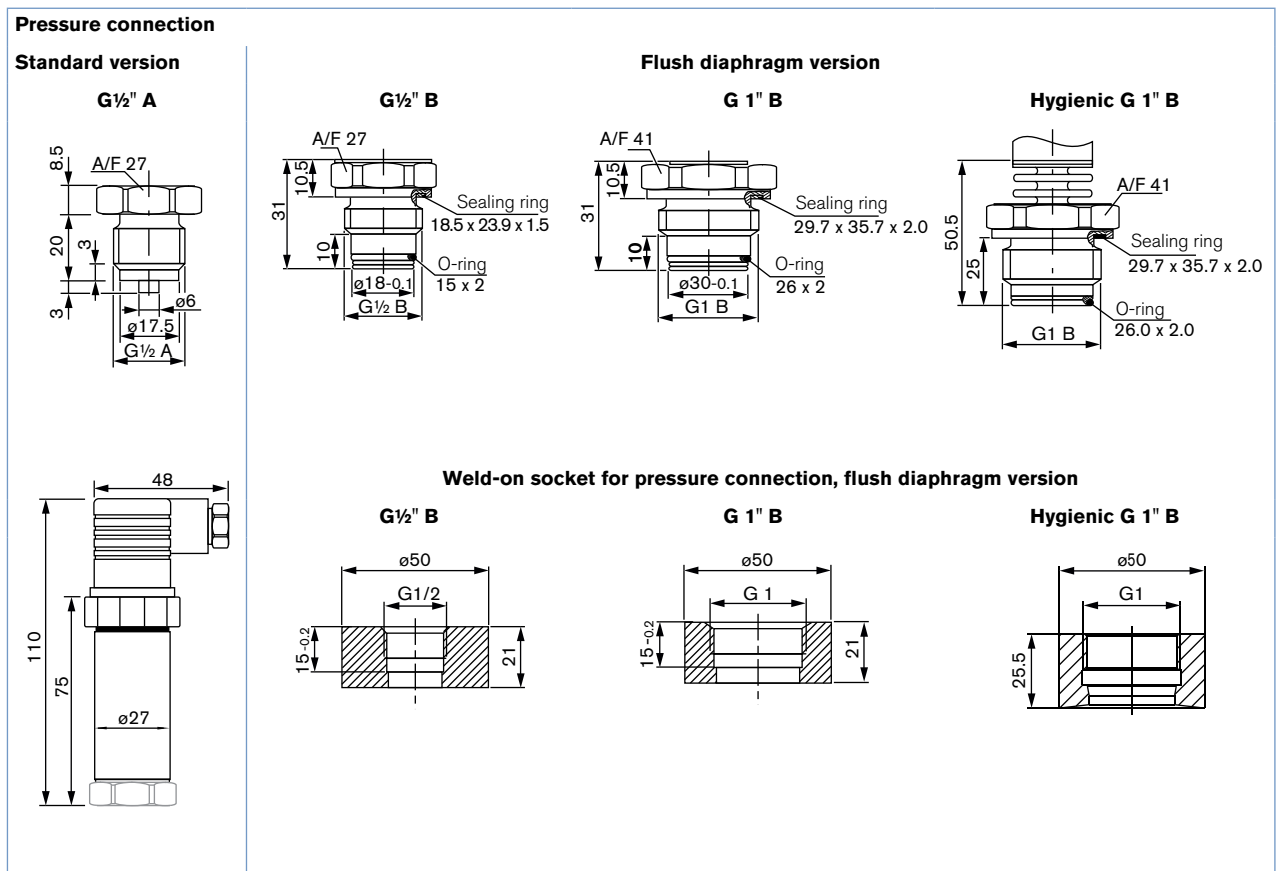 Pressure connection
Standard version
Flush diaphragm version
G½" A
G½" B
G 1" B
Hygienic G 1" B
8.5
A/F 27
20
3
3
ø6
ø17.5
G½ A
A/F 27
10.5
31
10
Sealing ring
18.5 x 23.9 x 1.5
O-ring
15 x 2
ø18-0.1
G½ B
A/F 41
10.5
31
10
Sealing ring
29.7 x 35.7 x 2.0
O-ring
26 x 2
ø30-0.1
G1 B
A/F 41
50.5
25
Sealing ring
29.7 x 35.7 x 2.0
O-ring
26.0 x 2.0
G1 B
48
110
75
ø27
Weld-on socket for pressure connection, flush diaphragm version
G½" B
G 1" B
Hygienic G 1" B
ø50
G1/2
15-0.2
21
ø50
G 1
15-0.2
21
ø50
G1
25.5